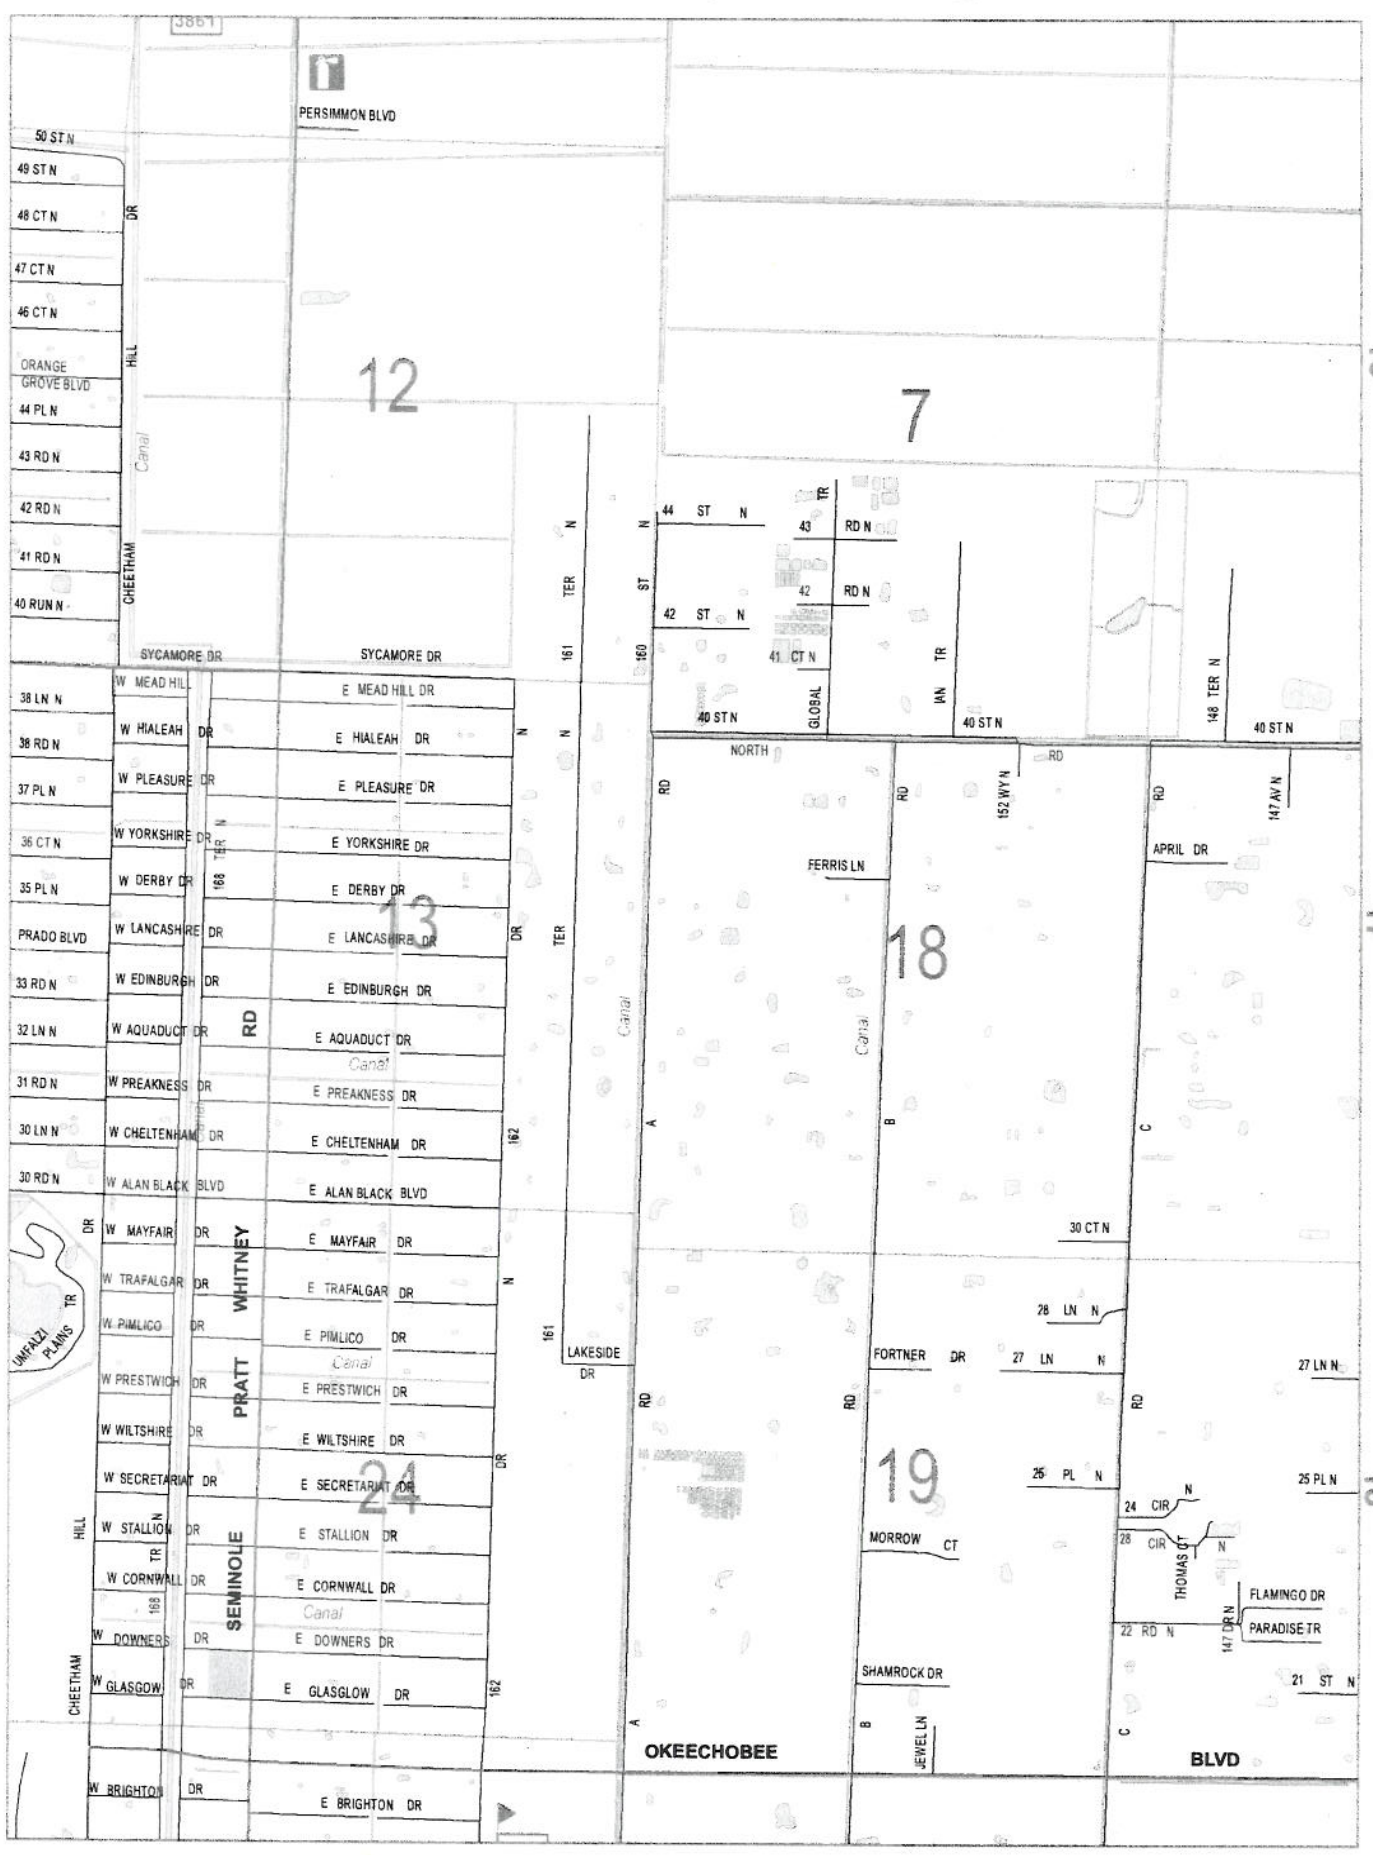 3861
PERSIMMON BLVD
50 ST N
49 ST N
48 CT N
DR
47 CT N
46 CT N
HILL
ORANGE
GROVE BLVD
12
44 PL N
7
43 RD N
Canal
42 RD N
41 RD N
CHEETHAM
40 RUN N
161 TER N
160 ST N
44 ST N
GLOBAL TR
43 RD N
42 RD N
42 ST N
41 CT N
IAN TR
148 TER N
SYCAMORE DR
SYCAMORE DR
40 ST N
40 ST N
40 ST N
NORTH RD
38 LN N
W MEAD HIL
E MEAD HILL DR
38 RD N
W HIALEAH DR
E HIALEAH DR
N
N
37 PL N
W PLEASURE DR
E PLEASURE DR
RD
RD
152 WY N
RD
147 AV N
36 CT N
W YORKSHIRE DR
168 TER N
E YORKSHIRE DR
APRIL DR
FERRIS LN
35 PL N
W DERBY DR
E DERBY DR
13
18
PRADO BLVD
W LANCASHIRE DR
E LANCASHIRE DR
DR
TER
33 RD N
W EDINBURGH DR
E EDINBURGH DR
32 LN N
W AQUADUCT DR
RD
E AQUADUCT DR
Canal
Canal
Canal
31 RD N
W PREAKNESS DR
E PREAKNESS DR
Canal
30 LN N
W CHELTENHAM DR
E CHELTENHAM DR
162
A
B
C
30 RD N
W ALAN BLACK BLVD
E ALAN BLACK BLVD
DR
W MAYFAIR DR
E MAYFAIR DR
30 CT N
WHITNEY
W TRAFALGAR DR
E TRAFALGAR DR
N
UMFALZI
PLAINS TR
28 LN N
W PIMLICO DR
E PIMLICO DR
161
LAKESIDE
DR
Canal
FORTNER DR
27 LN N
27 LN N
W PRESTWICH DR
PRATT
E PRESTWICH DR
RD
RD
RD
W WILTSHIRE DR
E WILTSHIRE DR
DR
24
19
W SECRETARIAT DR
E SECRETARIAT DR
25 PL N
25 PL N
24 CIR N
HILL
W STALLION DR
E STALLION DR
MORROW CT
28 CIR N
THOMAS CT
168 TR N
W CORNWALL DR
SEMINOLE
E CORNWALL DR
Canal
FLAMINGO DR
W DOWNERS DR
E DOWNERS DR
22 RD N
147 DR N
PARADISE TR
CHEETHAM
W GLASGOW DR
E GLASGLOW DR
162
SHAMROCK DR
21 ST N
A
B
JEWEL LN
C
OKEECHOBEE BLVD
W BRIGHTON DR
E BRIGHTON DR